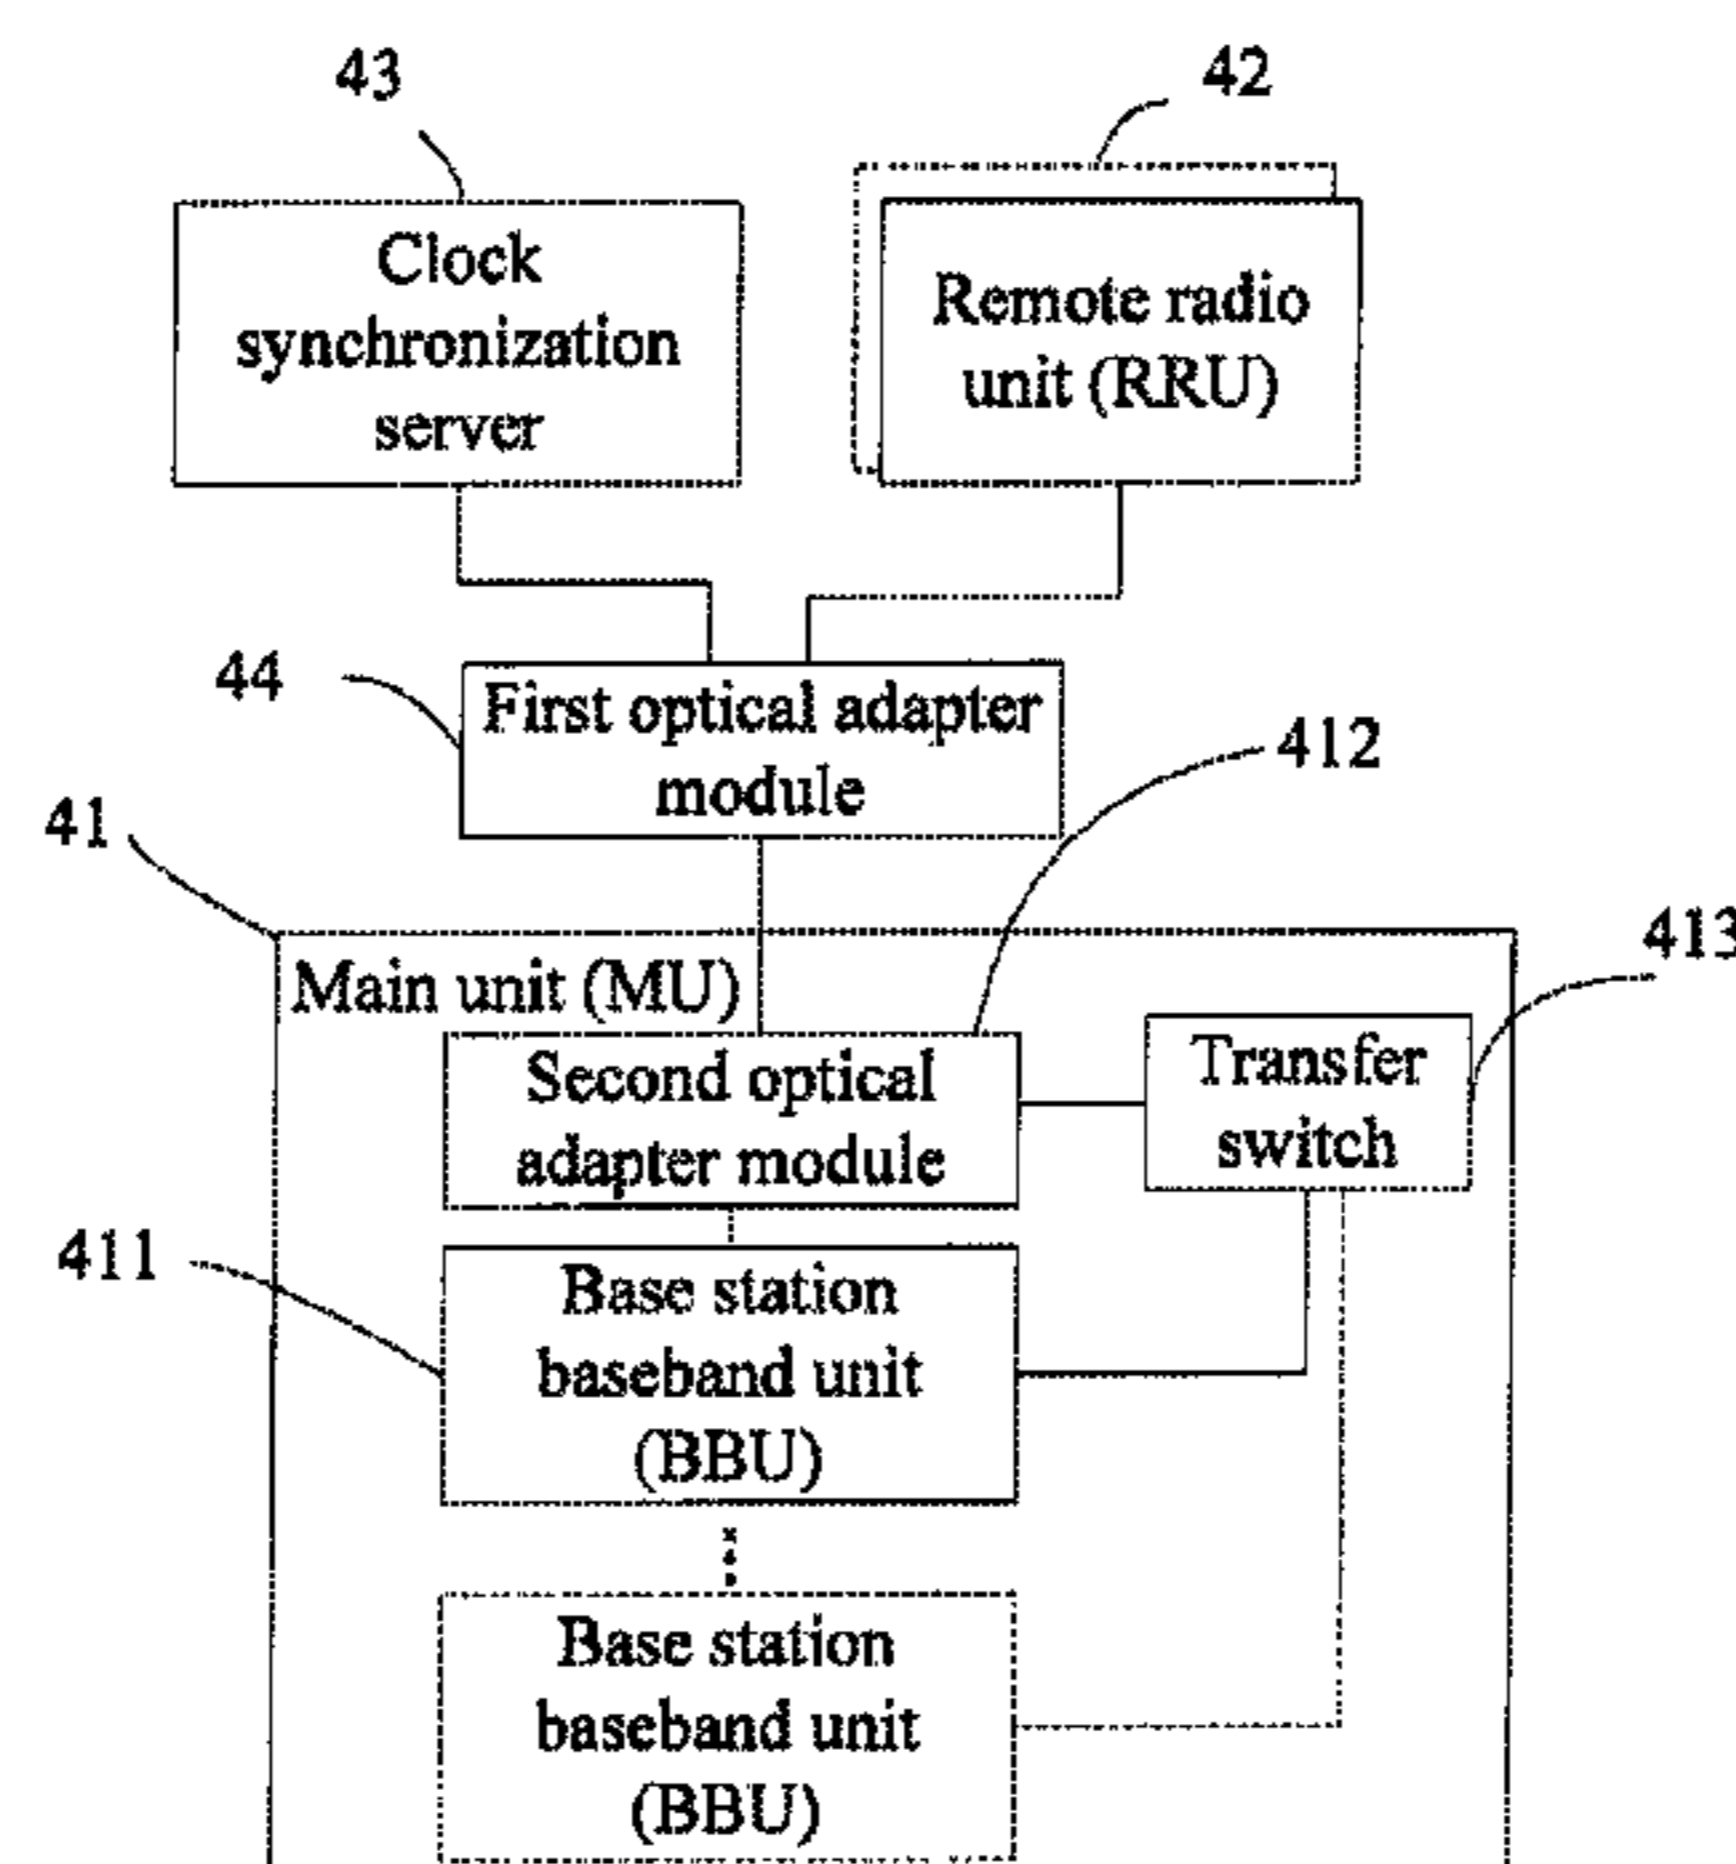 43
42
Clock
synchronization
server
Remote radio
unit (RRU)
44
First optical adapter
module
412
41
413
Main unit (MU)
Second optical
adapter module
Transfer
switch
411
Base station
baseband unit
(BBU)
Base station
baseband unit
(BBU)